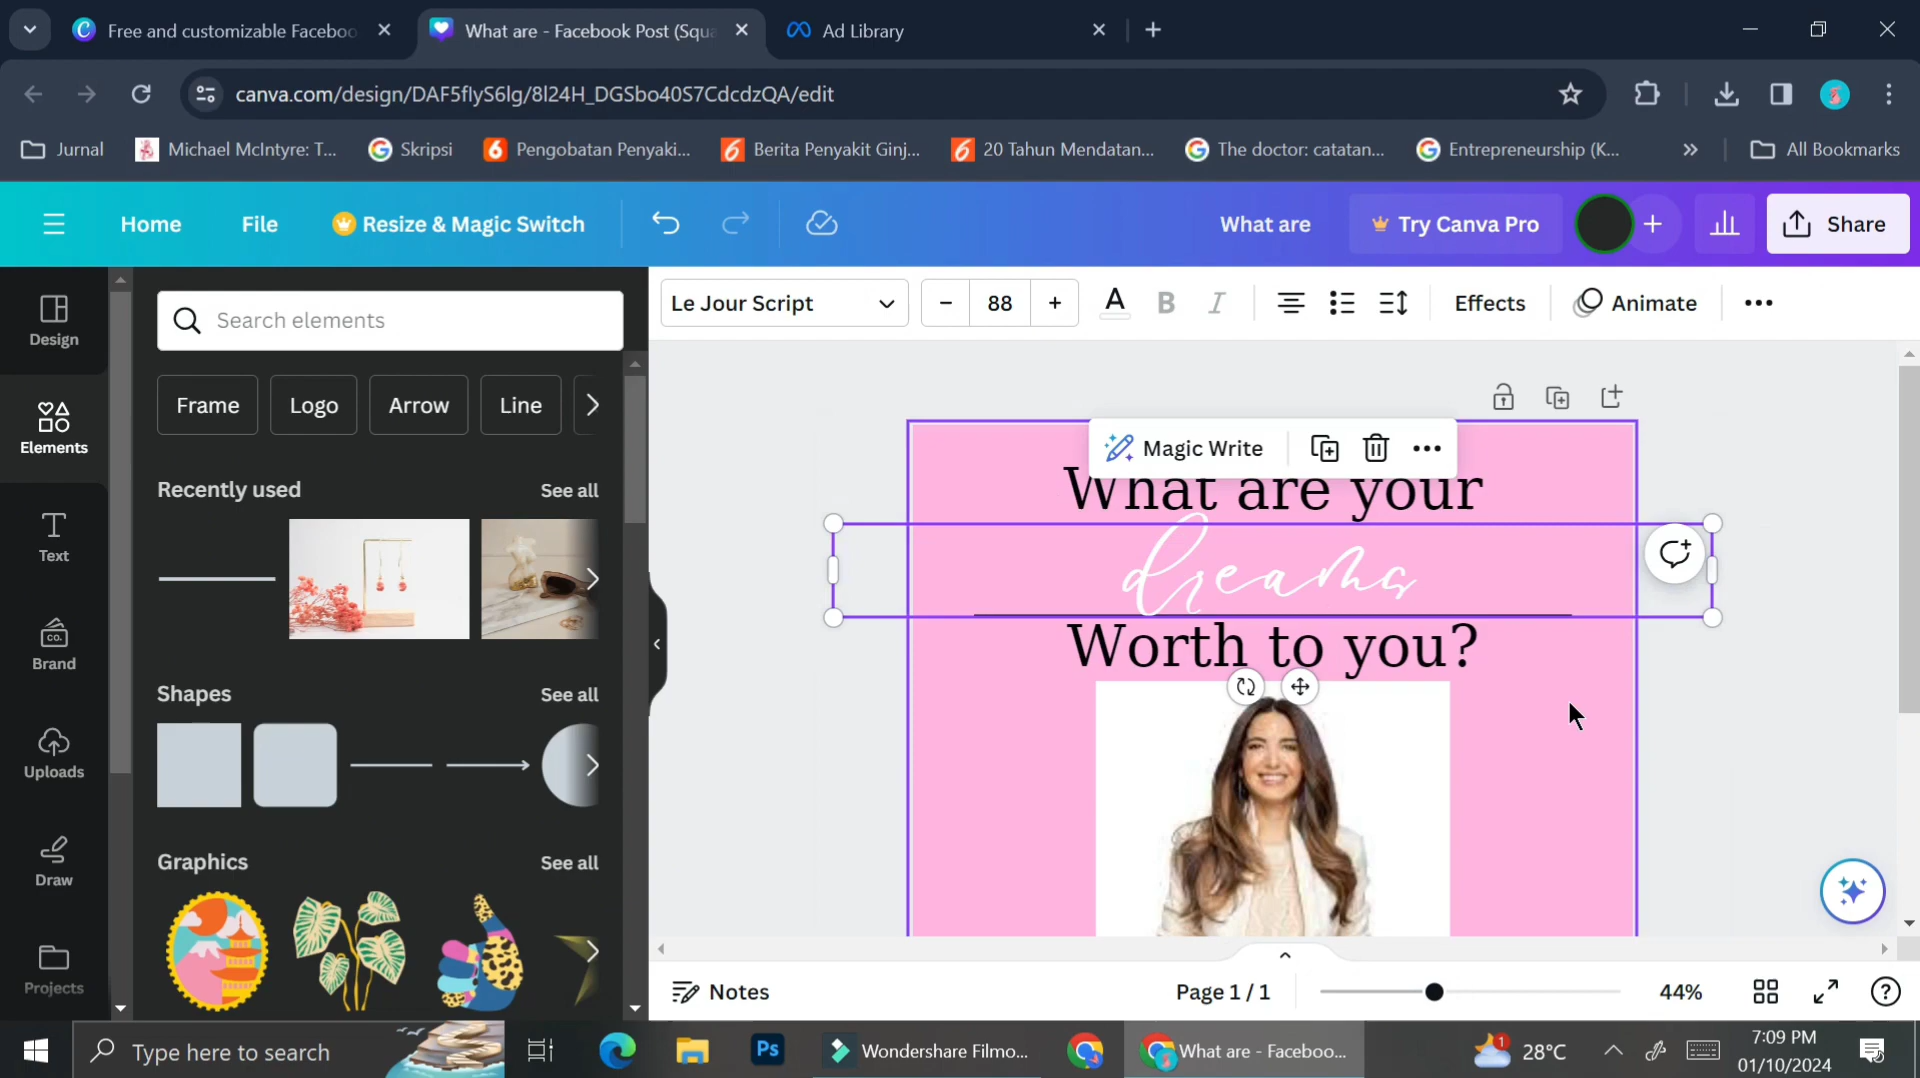 Free and customizable Faceboo
What are - Facebook Post (Squa
Ad Library
canva.com/design/DAF5flyS6lg/8l24H_DGSbo40S7CdcdzQA/edit
Jurnal
Michael McIntyre: T...
Skripsi
Pengobatan Penyaki...
Berita Penyakit Ginj...
20 Tahun Mendatan...
The doctor: catatan...
Entrepreneurship (K...
All Bookmarks
Home
File
Resize & Magic Switch
What are
Try Canva Pro
Share
Design
Elements
Text
Brand
Uploads
Draw
Projects
CO.
Search elements
Frame
Logo
Arrow
Line
Recently used
See all
Shapes
See all
Graphics
See all
Le Jour Script
88
A
B
I
Effects
Animate
Magic Write
What are your
dreams
Worth to you?
Notes
Page 1 / 1
44%
Type here to search
Ps
Wondershare Filmo...
What are - Faceboo...
1
28°C
7:09 PM
01/10/2024